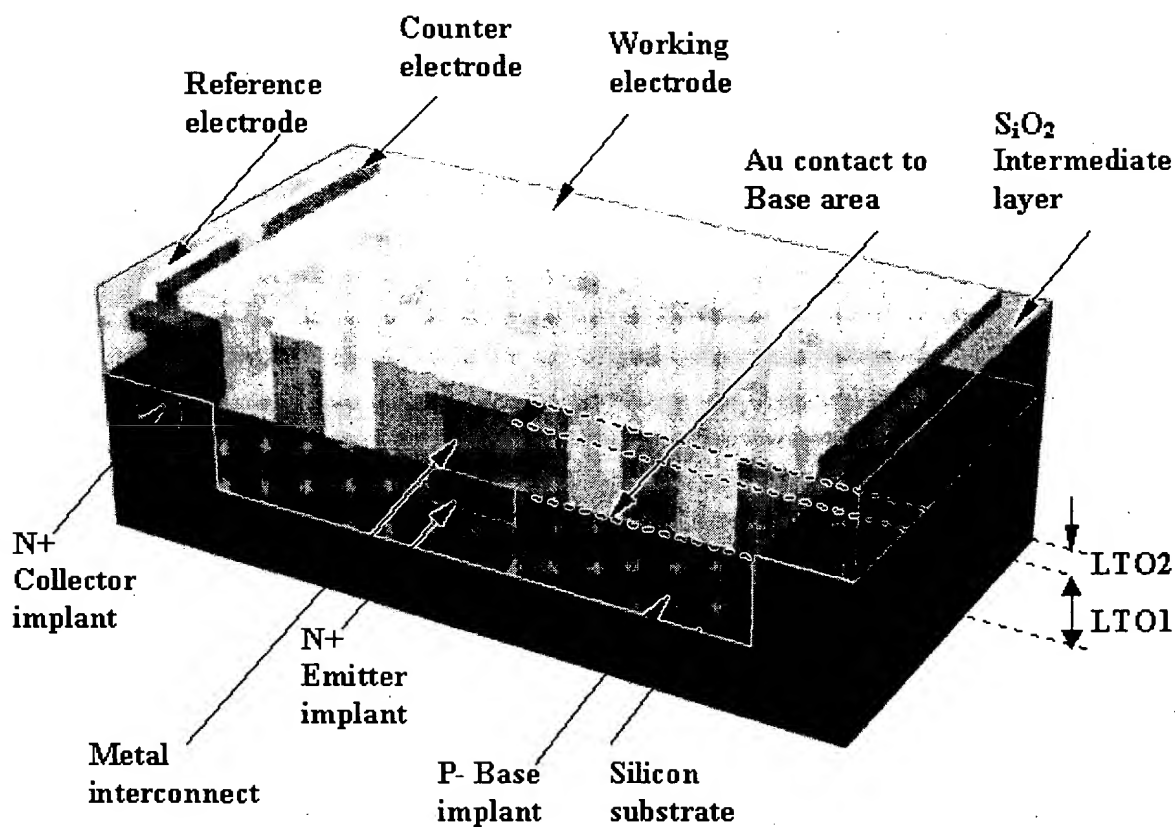 Counter
electrode
Working
electrode
Reference
electrode
SiO2
Intermediate
layer
Au contact to
Base area
N+
Collector
implant
LTO2
LTO1
N+
Emitter
implant
Metal
interconnect
P- Base
implant
Silicon
substrate